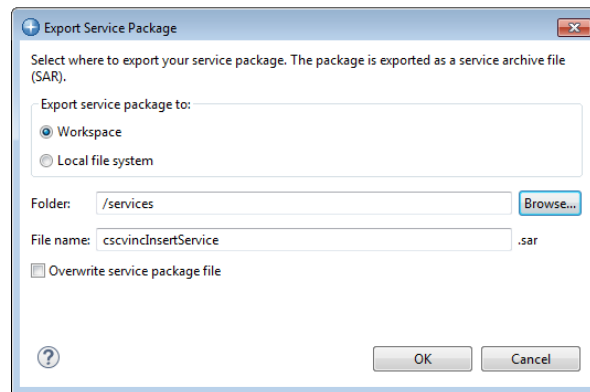 Export Service Package
Select where to export your service package. The package is exported as a service archive file
(SAR).
Export service package to:
Workspace
Local file system
Folder: /services Browse...
File name: cscvincInsertService .sar
Overwrite service package file
? OK Cancel